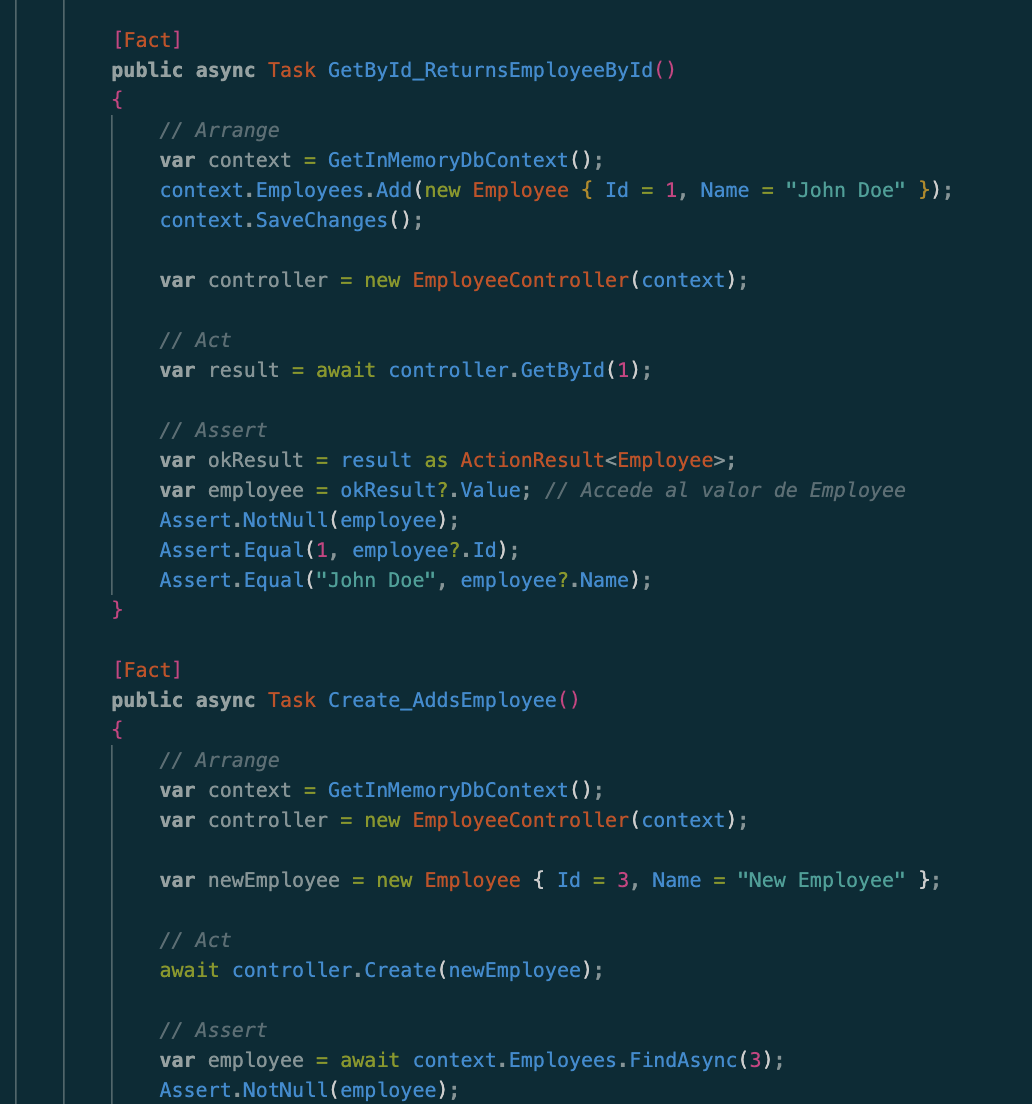 [Fact]
public async Task GetById_ReturnsEmployeeById()
{
// Arrange
var context = GetInMemoryDbContext();
context.Employees.Add(new Employee { Id = 1, Name = "John Doe" });
context.SaveChanges();
var controller = new EmployeeController(context);
// Act
var result = await controller.GetById(1);
// Assert
var okResult = result as ActionResult<Employee>;
var employee = okResult?.Value; // Accede al valor de Employee
Assert.NotNull(employee);
Assert.Equal(1, employee?.Id);
Assert.Equal("John Doe", employee?.Name);
}
[Fact]
public async Task Create_AddsEmployee()
{
// Arrange
var context = GetInMemoryDbContext();
var controller = new EmployeeController(context);
var newEmployee = new Employee { Id = 3, Name = "New Employee" };
// Act
await controller.Create(newEmployee);
// Assert
var employee = await context.Employees.FindAsync(3);
Assert.NotNull(employee);